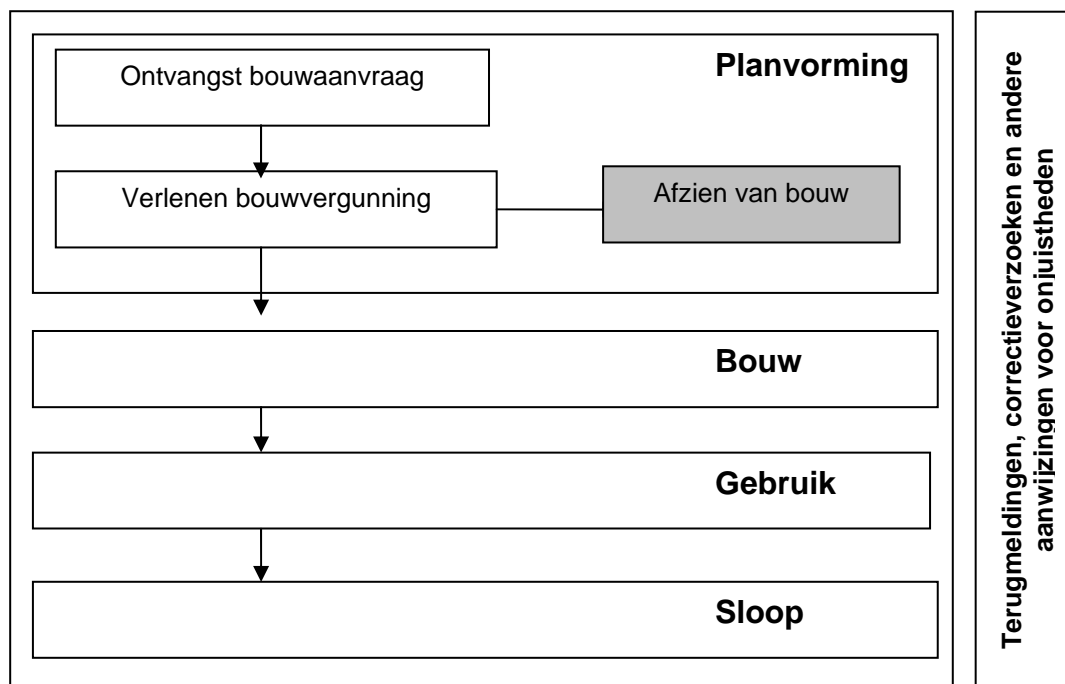 Planvorming
Ontvangst bouwaanvraag
Verlenen bouwvergunning
Afzien van bouw
Bouw
Gebruik
Sloop
Terugmeldingen, correctieverzoeken en andere
aanwijzingen voor onjuistheden